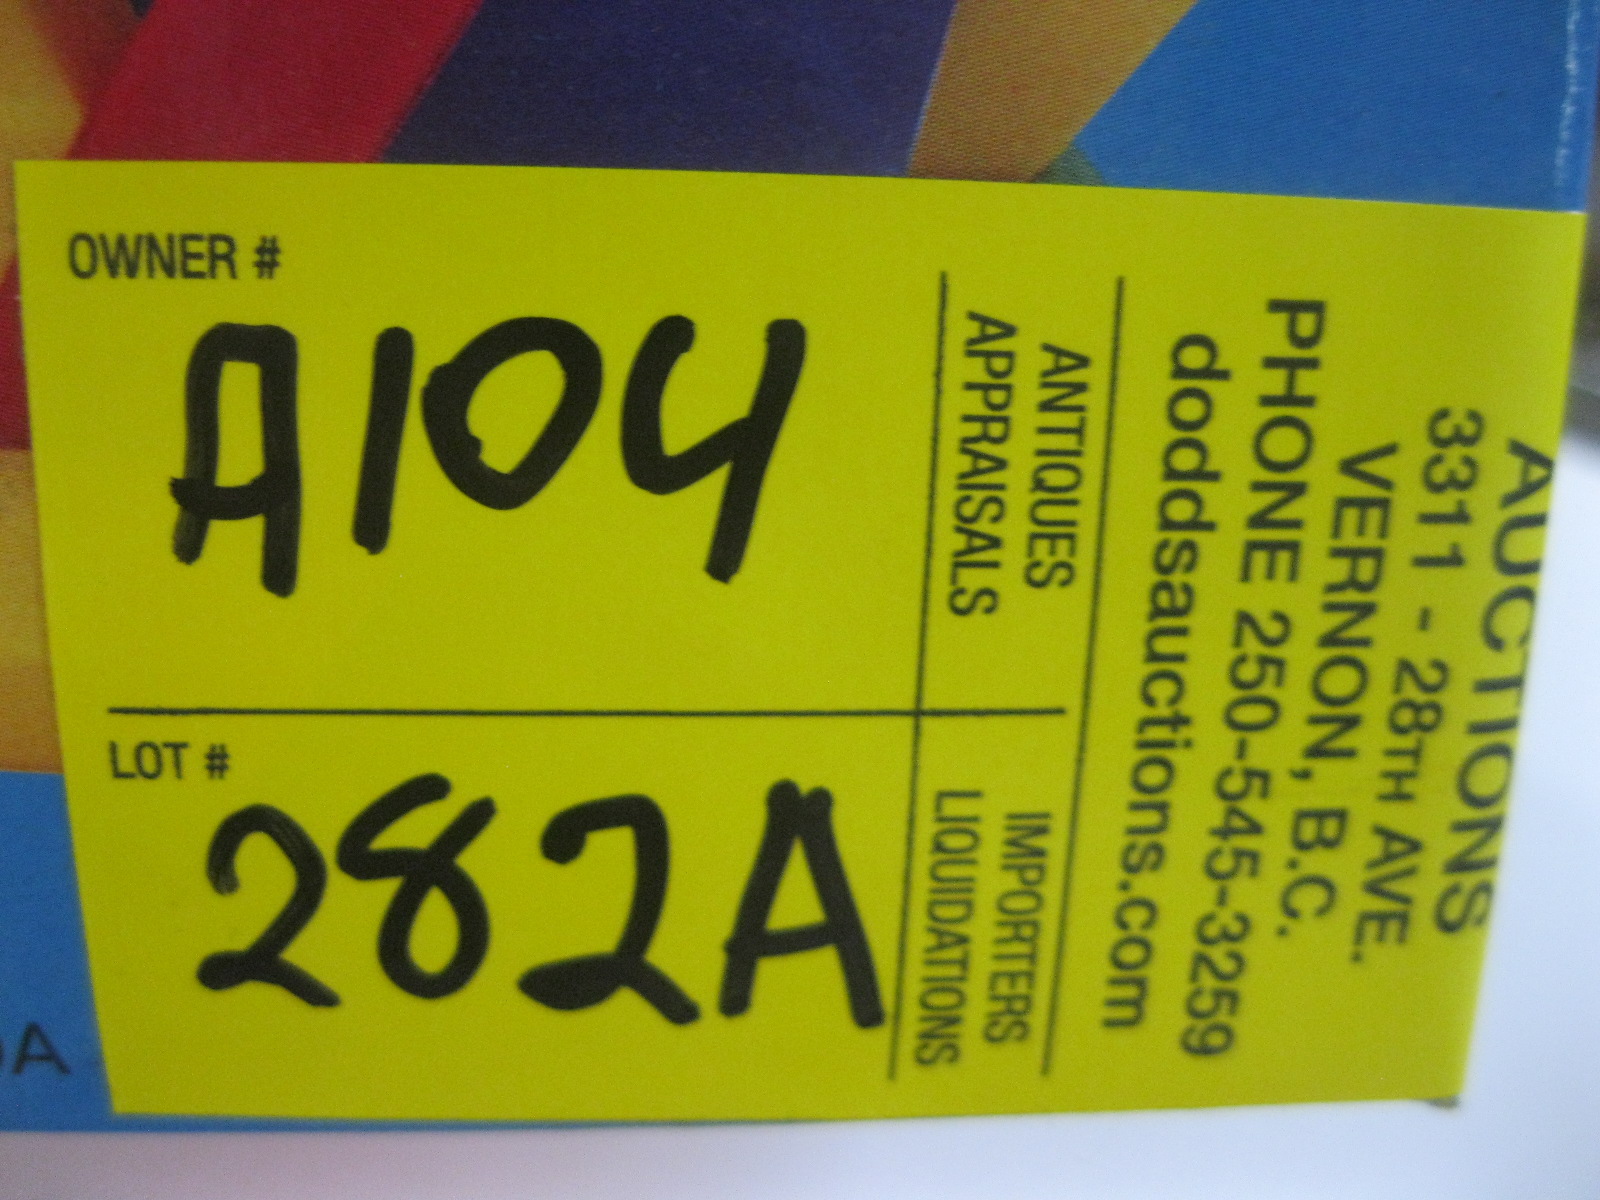 OWNER #
A104
LOT #
282A
AUCTIONS
3311 - 28TH AVE.
VERNON, B.C.
PHONE 250-545-3259
doddsauctions.com
ANTIQUES
APPRAISALS
IMPORTERS
LIQUIDATIONS